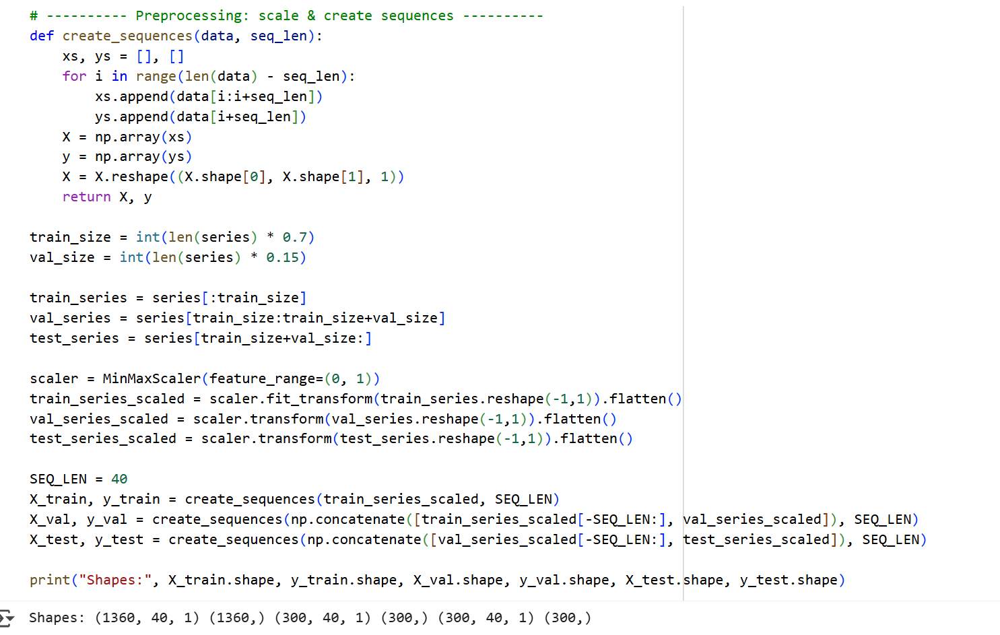 # ---------- Preprocessing: scale & create sequences ----------
def create_sequences(data, seq_len):
    xs, ys = [], []
    for i in range(len(data) - seq_len):
        xs.append(data[i:i+seq_len])
        ys.append(data[i+seq_len])
    X = np.array(xs)
    y = np.array(ys)
    X = X.reshape((X.shape[0], X.shape[1], 1))
    return X, y

train_size = int(len(series) * 0.7)
val_size = int(len(series) * 0.15)

train_series = series[:train_size]
val_series = series[train_size:train_size+val_size]
test_series = series[train_size+val_size:]

scaler = MinMaxScaler(feature_range=(0, 1))
train_series_scaled = scaler.fit_transform(train_series.reshape(-1,1)).flatten()
val_series_scaled = scaler.transform(val_series.reshape(-1,1)).flatten()
test_series_scaled = scaler.transform(test_series.reshape(-1,1)).flatten()

SEQ_LEN = 40
X_train, y_train = create_sequences(train_series_scaled, SEQ_LEN)
X_val, y_val = create_sequences(np.concatenate([train_series_scaled[-SEQ_LEN:], val_series_scaled]), SEQ_LEN)
X_test, y_test = create_sequences(np.concatenate([val_series_scaled[-SEQ_LEN:], test_series_scaled]), SEQ_LEN)

print("Shapes:", X_train.shape, y_train.shape, X_val.shape, y_val.shape, X_test.shape, y_test.shape)
Shapes: (1360, 40, 1) (1360,) (300, 40, 1) (300,) (300, 40, 1) (300,)